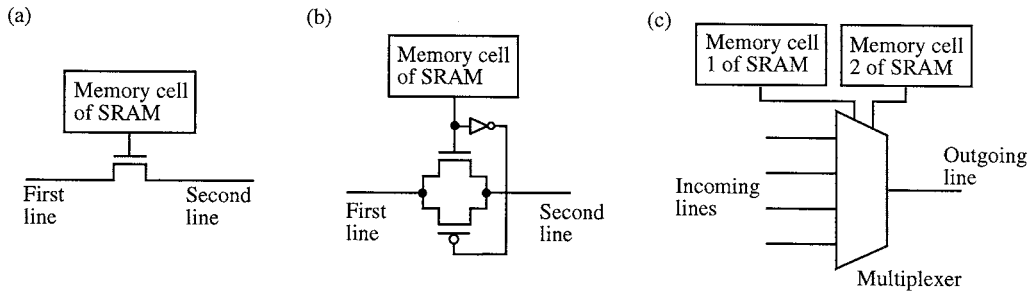 (a)
Memory cell
of SRAM
First
line
Second
line
(b)
Memory cell
of SRAM
First
line
Second
line
(c)
Memory cell
1 of SRAM
Memory cell
2 of SRAM
Incoming
lines
Outgoing
line
Multiplexer